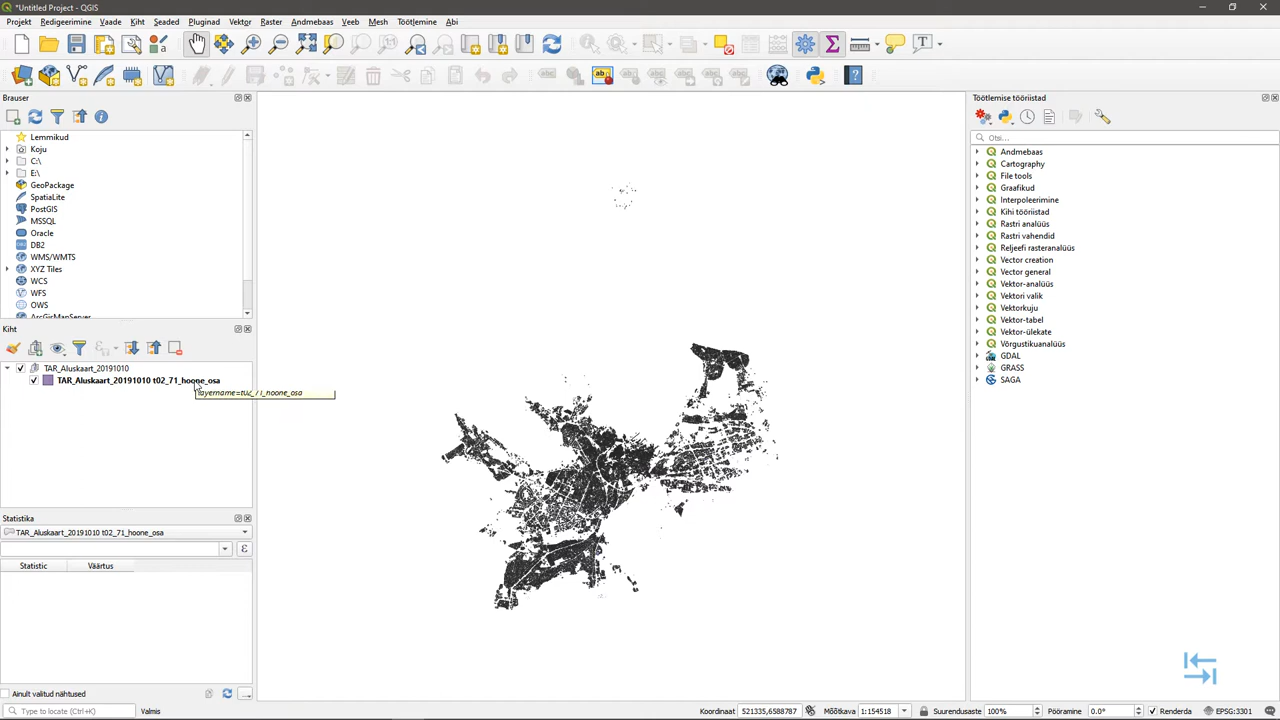 *Untitled Project - QGIS
Projekt Redigeerimine Vaade Kiht Seaded Pluginad Vektor Raster Andmebaas Veeb Mesh Töötlemine Abi
Brauser
Lemmikud
Koju
C:\
E:\
GeoPackage
SpatiaLite
PostGIS
MSSQL
Oracle
DB2
WMS/WMTS
XYZ Tiles
WCS
WFS
OWS
ArcGisMapServer
Kiht
TAR_Aluskaart_20191010
TAR_Aluskaart_20191010 t02_71_hoone_osa
layername=t02_71_hoone_osa
Statistika
TAR_Aluskaart_20191010 t02_71_hoone_osa
Statistic Väärtus
Ainult valitud nähtused
Töötlemise tööriistad
Otsi...
Andmebaas
Cartography
File tools
Graafikud
Interpoleerimine
Kihi tööriistad
Rastri analüüs
Rastri vahendid
Reljeefi rasteranalüüs
Vector creation
Vector general
Vektor-analüüs
Vektori valik
Vektorkuju
Vektor-tabel
Vektor-ülekate
Võrgustikuanalüüs
GDAL
GRASS
SAGA
Type to locate (Ctrl+K) Valmis Koordinaat 521335,6588787 Mõõtkava 1:154518 Suurendusaste 100% Pööramine 0.0° Renderda EPSG:3301